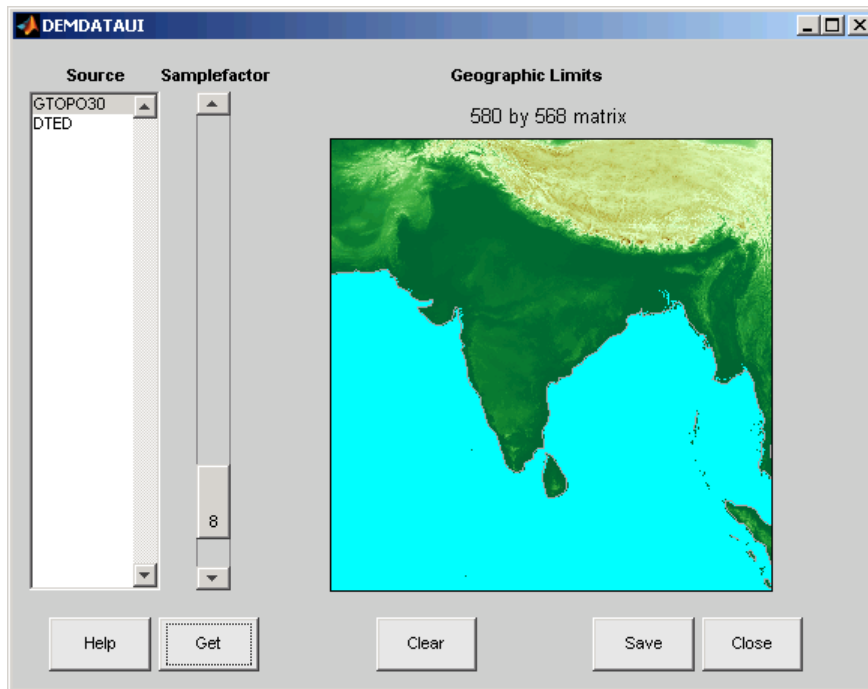 DEMDATAUI
Source
Samplefactor
Geographic Limits
580 by 568 matrix
GTOPO30
DTED
8
Help
Get
Clear
Save
Close